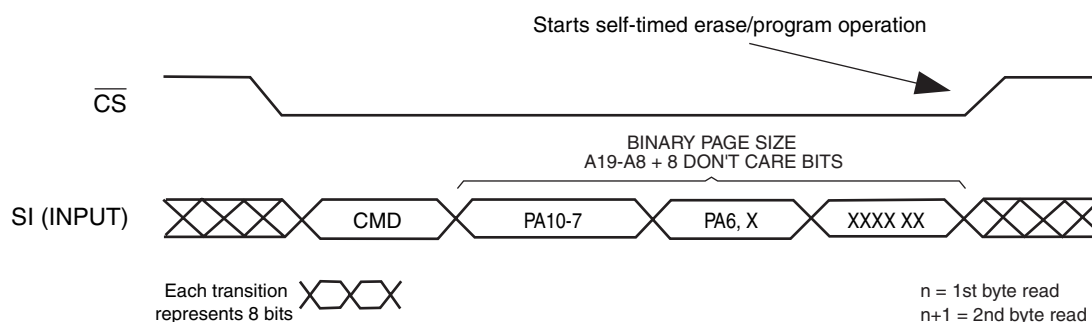 Starts self-timed erase/program operation
CS
BINARY PAGE SIZE
A19-A8 + 8 DON'T CARE BITS
SI (INPUT)
CMD
PA10-7
PA6, X
XXXX XX
Each transition
represents 8 bits
n = 1st byte read
n+1 = 2nd byte read